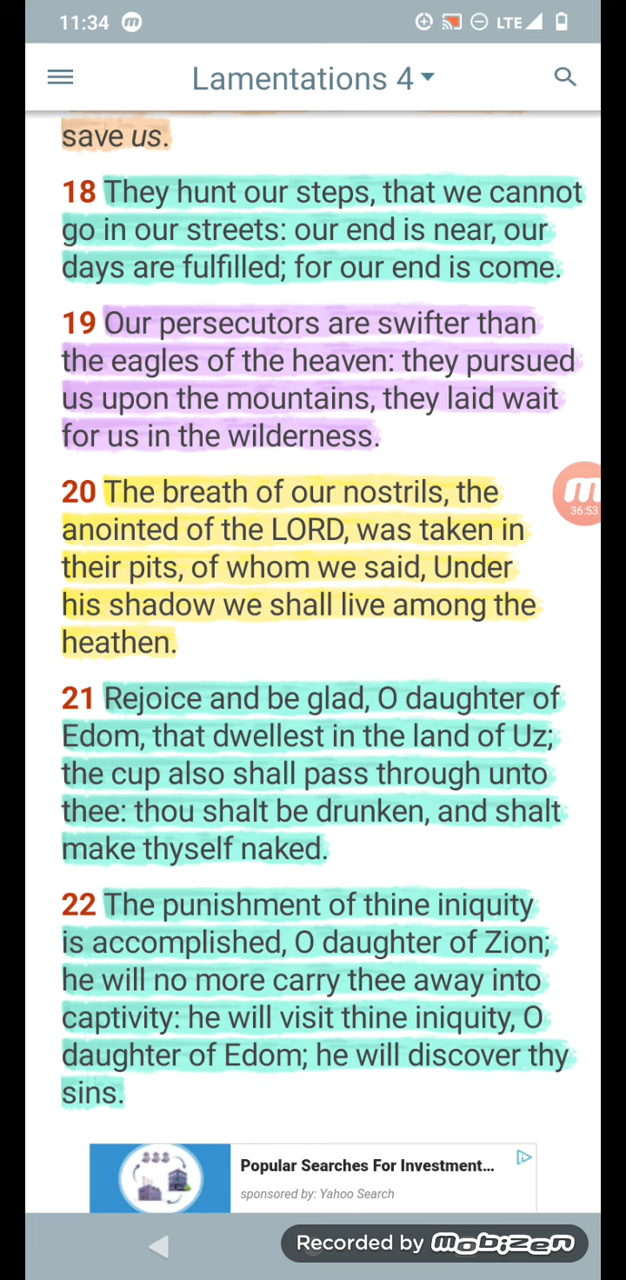 11:34 m LTE
Lamentations 4
save us.
18 They hunt our steps, that we cannot
go in our streets: our end is near, our
days are fulfilled; for our end is come.
19 Our persecutors are swifter than
the eagles of the heaven: they pursued
us upon the mountains, they laid wait
for us in the wilderness.
20 The breath of our nostrils, the
anointed of the LORD, was taken in
their pits, of whom we said, Under
his shadow we shall live among the
heathen.
m
36:53
21 Rejoice and be glad, O daughter of
Edom, that dwellest in the land of Uz;
the cup also shall pass through unto
thee: thou shalt be drunken, and shalt
make thyself naked.
22 The punishment of thine iniquity
is accomplished, O daughter of Zion;
he will no more carry thee away into
captivity: he will visit thine iniquity, O
daughter of Edom; he will discover thy
sins.
Popular Searches For Investment...
sponsored by: Yahoo Search
Recorded by mobizen